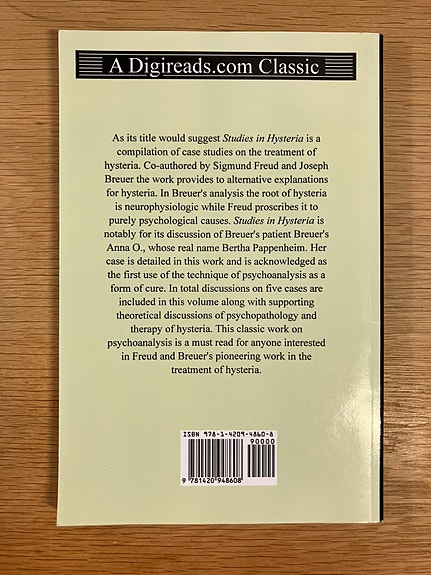 A Digireads.com Classic
As its title would suggest Studies in Hysteria is a
compilation of case studies on the treatment of
hysteria. Co-authored by Sigmund Freud and Joseph
Breuer the work provides to alternative explanations
for hysteria. In Breuer's analysis the root of hysteria
is neurophysiologic while Freud proscribes it to
purely psychological causes. Studies in Hysteria is
notably for its discussion of Breuer's patient Breuer's
Anna O., whose real name Bertha Pappenheim. Her
case is detailed in this work and is acknowledged as
the first use of the technique of psychoanalysis as a
form of cure. In total discussions on five cases are
included in this volume along with supporting
theoretical discussions of psychopathology and
therapy of hysteria. This classic work on
psychoanalysis is a must read for anyone interested
in Freud and Breuer's pioneering work in the
treatment of hysteria.
ISBN 978-1-4209-4860-8
90000
9 781420 948608